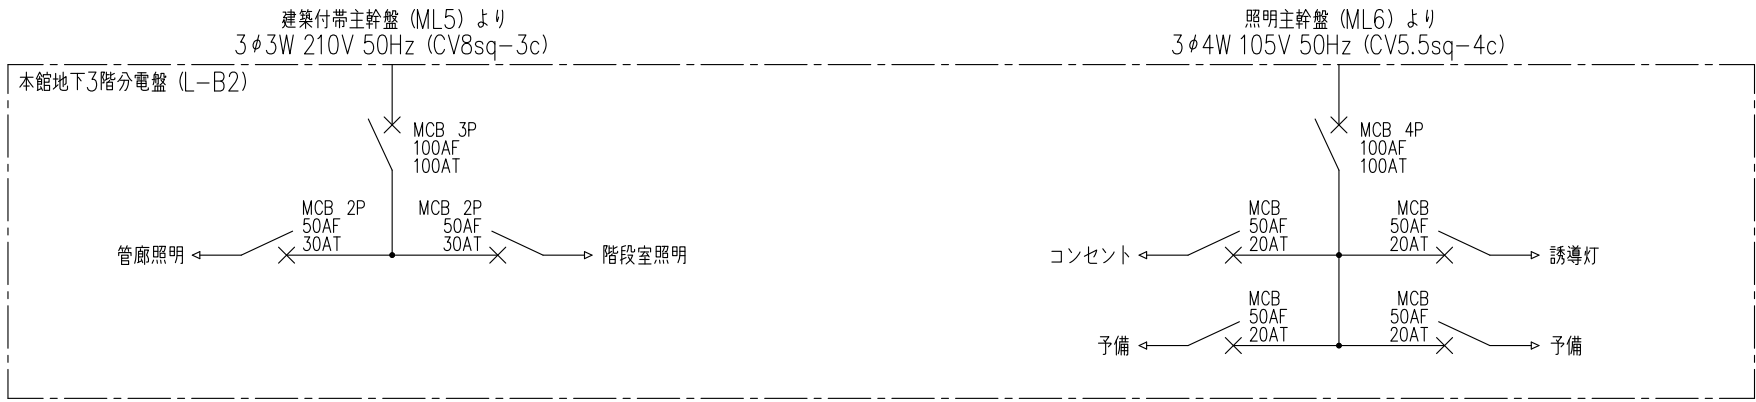 建築付帯主幹盤 (ML5) より
3φ3W 210V 50Hz (CV8sq-3c)
照明主幹盤 (ML6) より
3φ4W 105V 50Hz (CV5.5sq-4c)
本館地下3階分電盤 (L-B2)
MCB 3P
100AF
100AT
MCB 2P
50AF
30AT
MCB 2P
50AF
30AT
管廊照明
階段室照明
MCB 4P
100AF
100AT
MCB
50AF
20AT
MCB
50AF
20AT
コンセント
誘導灯
MCB
50AF
20AT
MCB
50AF
20AT
予備
予備